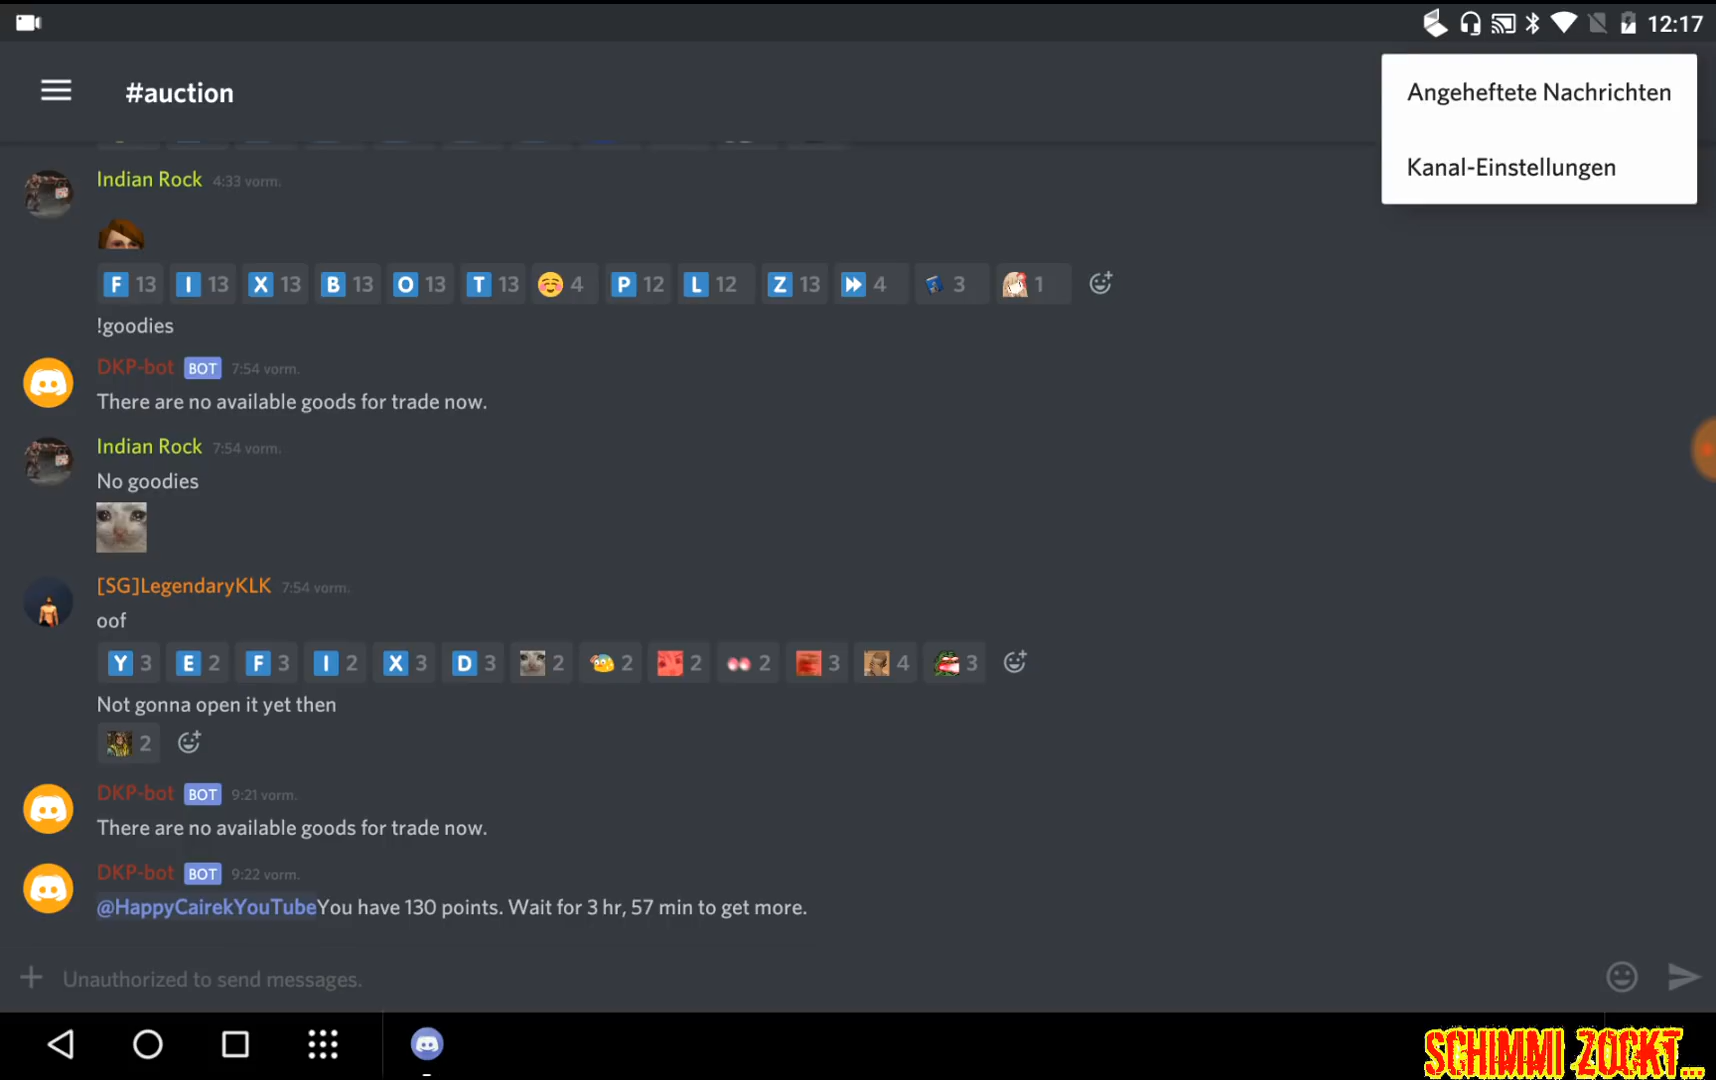 12:17
#auction
Angeheftete Nachrichten
Kanal-Einstellungen
Indian Rock 4:33 vorm.
F 13 I 13 X 13 B 13 O 13 T 13 4 P 12 L 12 Z 13 4 3 1
!goodies
DKP-bot BOT 7:54 vorm.
There are no available goods for trade now.
Indian Rock 7:54 vorm.
No goodies
[SG]LegendaryKLK 7:54 vorm.
oof
Y 3 E 2 F 3 I 2 X 3 D 3 2 2 2 2 3 4 3
Not gonna open it yet then
2
DKP-bot BOT 9:21 vorm.
There are no available goods for trade now.
DKP-bot BOT 9:22 vorm.
@HappyCairekYouTubeYou have 130 points. Wait for 3 hr, 57 min to get more.
Unauthorized to send messages.
SCHIMMI ZOCKT...